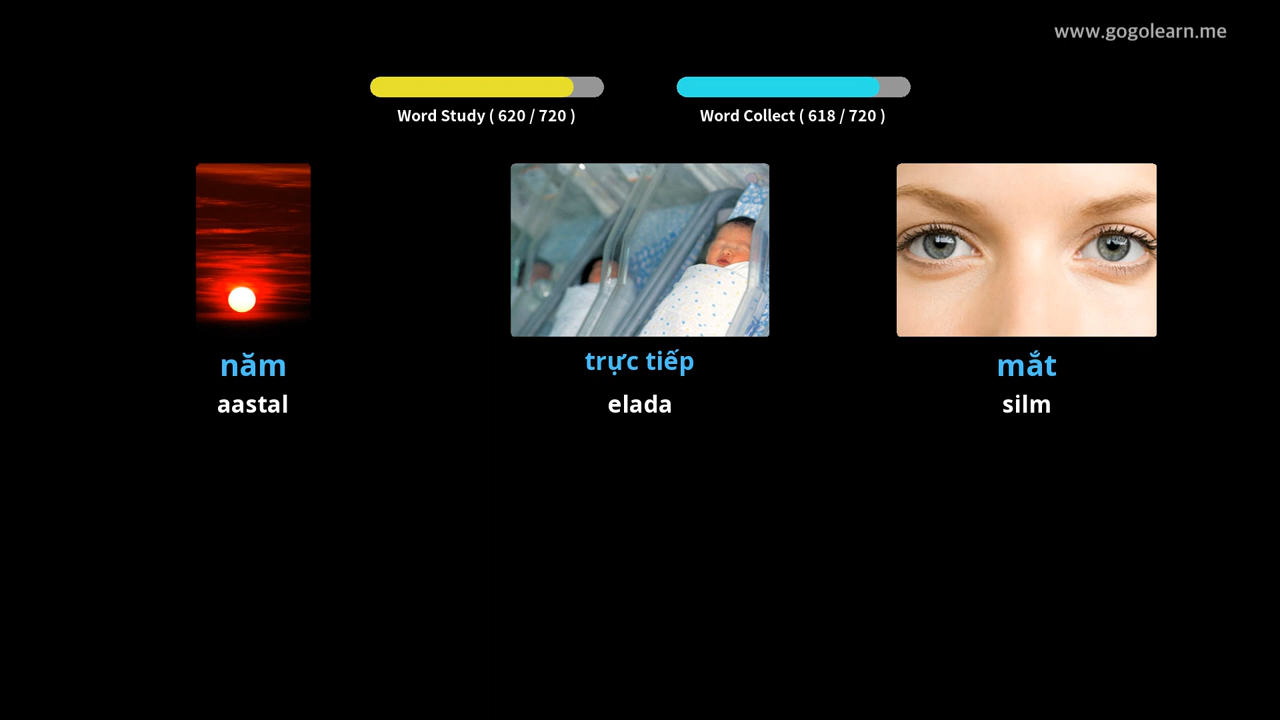 www.gogolearn.me
Word Study ( 620 / 720 )
Word Collect ( 618 / 720 )
năm
aastal
trực tiếp
elada
mắt
silm